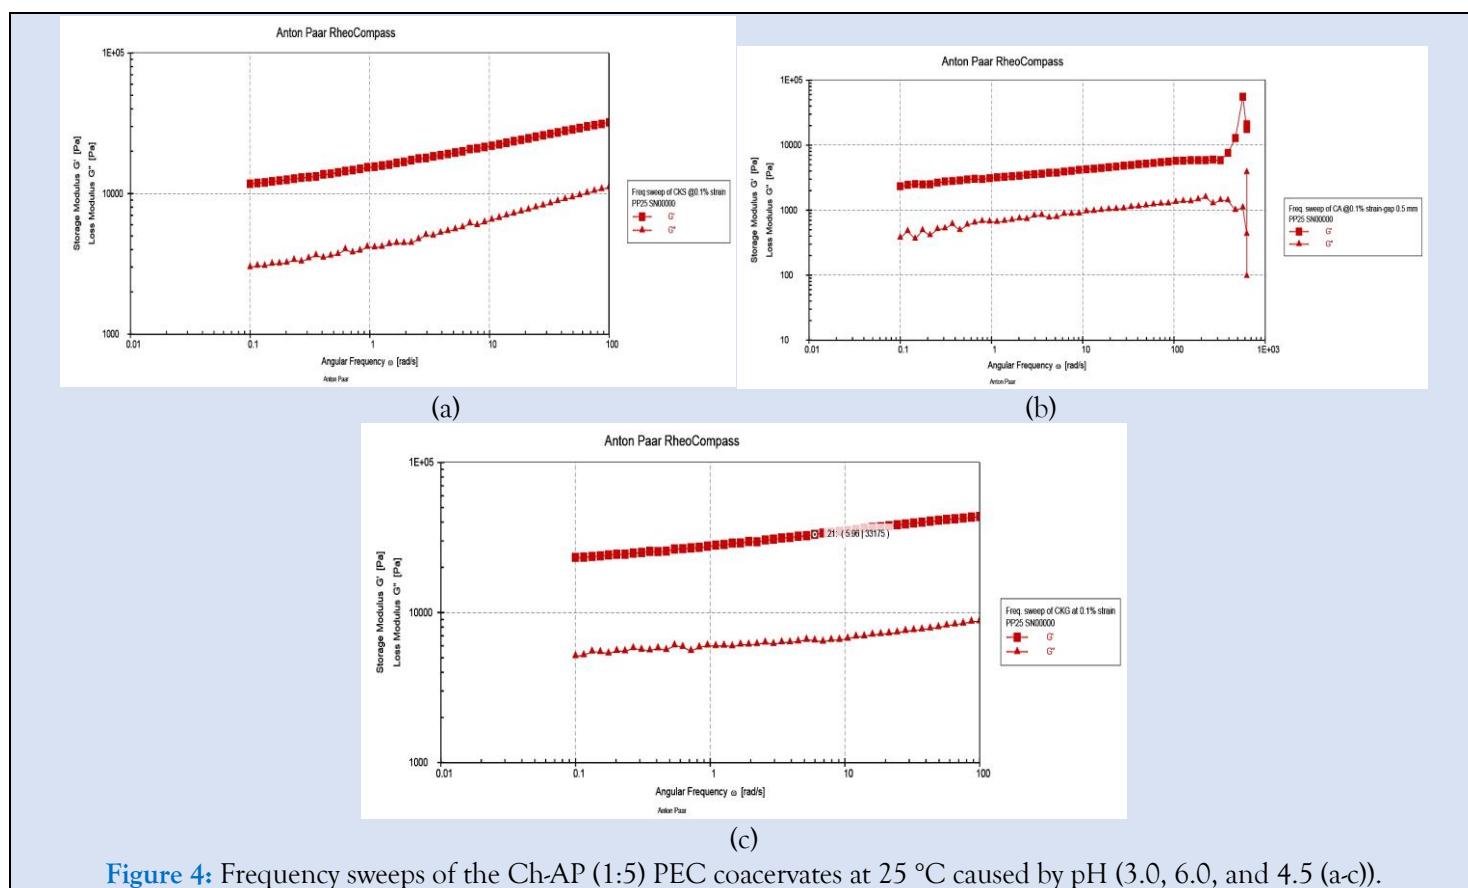 Anton Paar RheoCompass
1E+05
10000
1000
Storage Modulus G' [Pa]
Loss Modulus G" [Pa]
0.01 0.1 1 10 100
Angular Frequency ω [rad/s]
Anton Paar
Freq sweep of CKS @0.1% strain
PP25 SN00000
G'
G"
(a)
Anton Paar RheoCompass
1E+05
10000
1000
100
10
Storage Modulus G' [Pa]
Loss Modulus G" [Pa]
0.01 0.1 1 10 100 1E+03
Angular Frequency ω [rad/s]
Anton Paar
Freq. sweep of CA @0.1% strain-gap 0.5 mm
PP25 SN00000
G'
G"
(b)
Anton Paar RheoCompass
1E+05
10000
1000
Storage Modulus G' [Pa]
Loss Modulus G" [Pa]
21: ( 5.96 | 33175 )
0.01 0.1 1 10 100
Angular Frequency ω [rad/s]
Anton Paar
Freq. sweep of CKG at 0.1% strain
PP25 SN00000
G'
G"
(c)
Figure 4: Frequency sweeps of the Ch-AP (1:5) PEC coacervates at 25 °C caused by pH (3.0, 6.0, and 4.5 (a-c)).